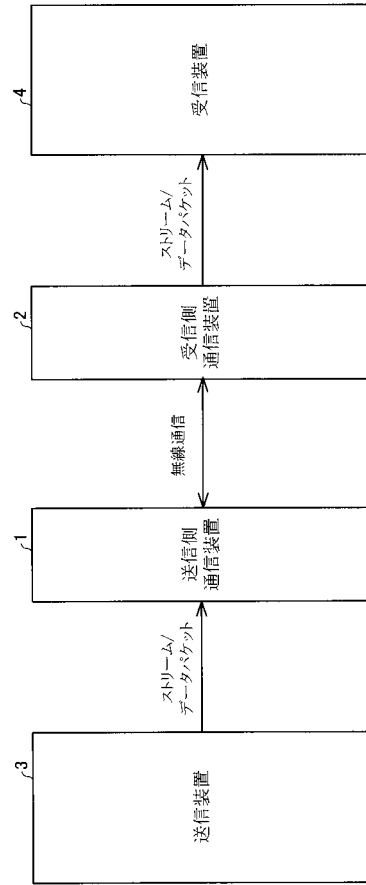 3
送信装置
ストリーム/
データパケット
1
送信側
通信装置
無線通信
2
受信側
通信装置
ストリーム/
データパケット
4
受信装置